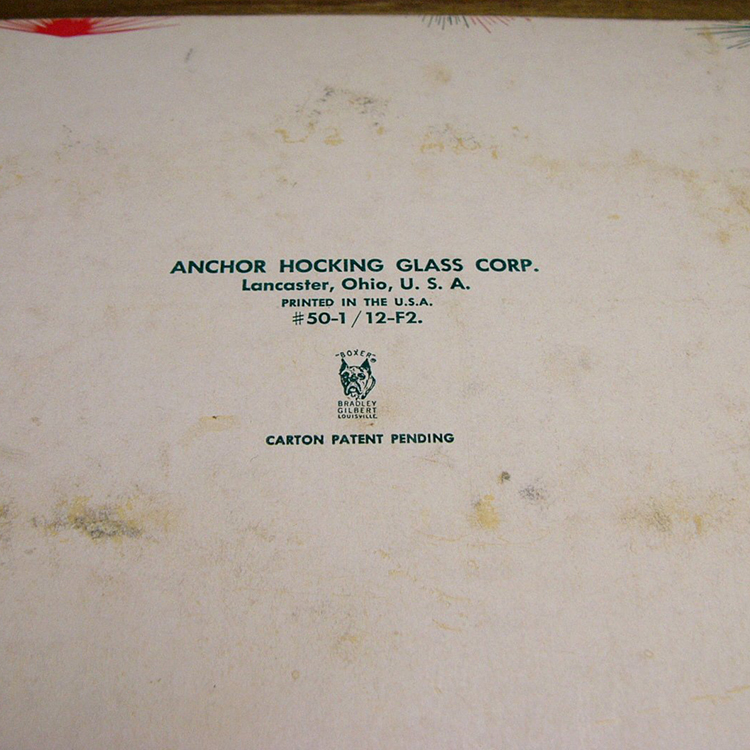 ANCHOR HOCKING GLASS CORP.
Lancaster, Ohio, U. S. A.
PRINTED IN THE U.S.A.
#50-1/12-F2.
"BOXER"®
BRADLEY
GILBERT
LOUISVILLE
CARTON PATENT PENDING